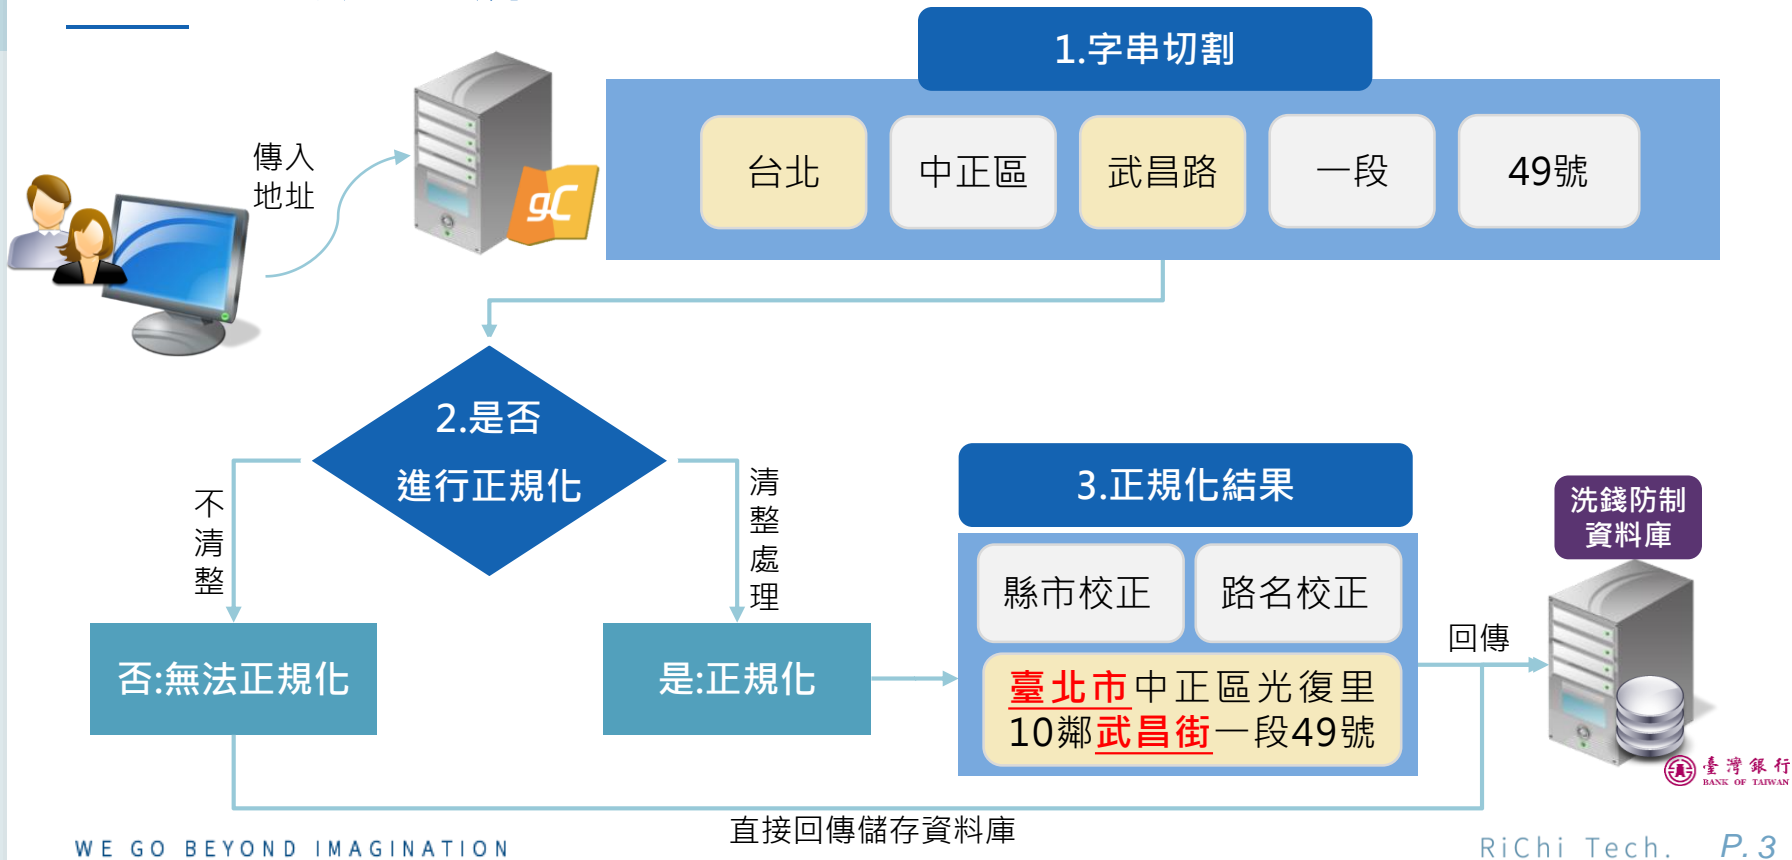 1.字串切割
傳入
地址
gC
台北
中正區
武昌路
一段
49號
2.是否
進行正規化
不清整
清整處理
否:無法正規化
是:正規化
3.正規化結果
縣市校正
路名校正
臺北市中正區光復里
10鄰武昌街一段49號
回傳
洗錢防制
資料庫
臺灣銀行
BANK OF TAIWAN
直接回傳儲存資料庫
WE GO BEYOND IMAGINATION
RiChi Tech.
P. 3